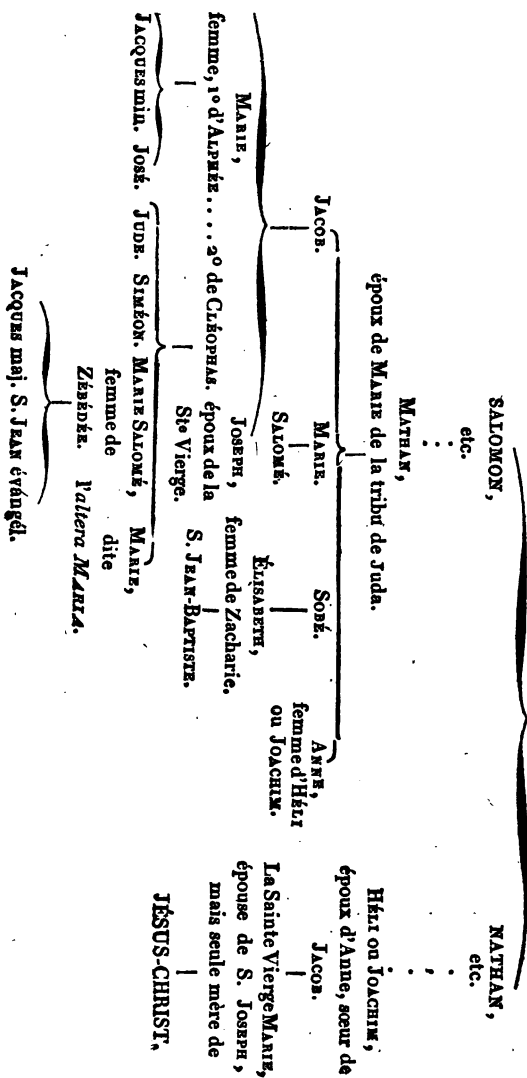 SALOMON,
etc.
NATHAN,
etc.
MATHAN,
époux de MARIE de la tribu de Juda.
HÉLI ou JOACHIM,
époux d'Anne, sœur de
JACOB.
JACOB.
MARIE.
SOBÉ.
ANNE,
femme d'HÉLI
ou JOACHIM.
SALOMÉ.
ÉLISABETH,
femme de Zacharie.
La Sainte Vierge MARIE,
épouse de S. JOSEPH,
mais seule mère de
MARIE,
femme, 1º d'ALPHÉE.... 2º de CLÉOPHAS.
JOSEPH,
époux de la
Ste Vierge.
S. JEAN-BAPTISTE.
JÉSUS-CHRIST.
JACQUES min. JOSÉ. JUDE. SIMÉON. MARIE SALOMÉ,
femme de
ZÉBÉDÉE.
MARIE,
dite
l'altera MARIA.
JACQUES maj. S. JEAN évángél.